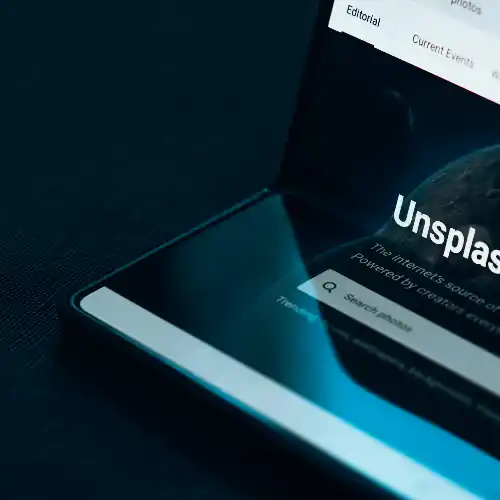 photos.
Editorial
Current Events
Unsplas
The internet's source of
Powered by creators every
Search photos
Trending